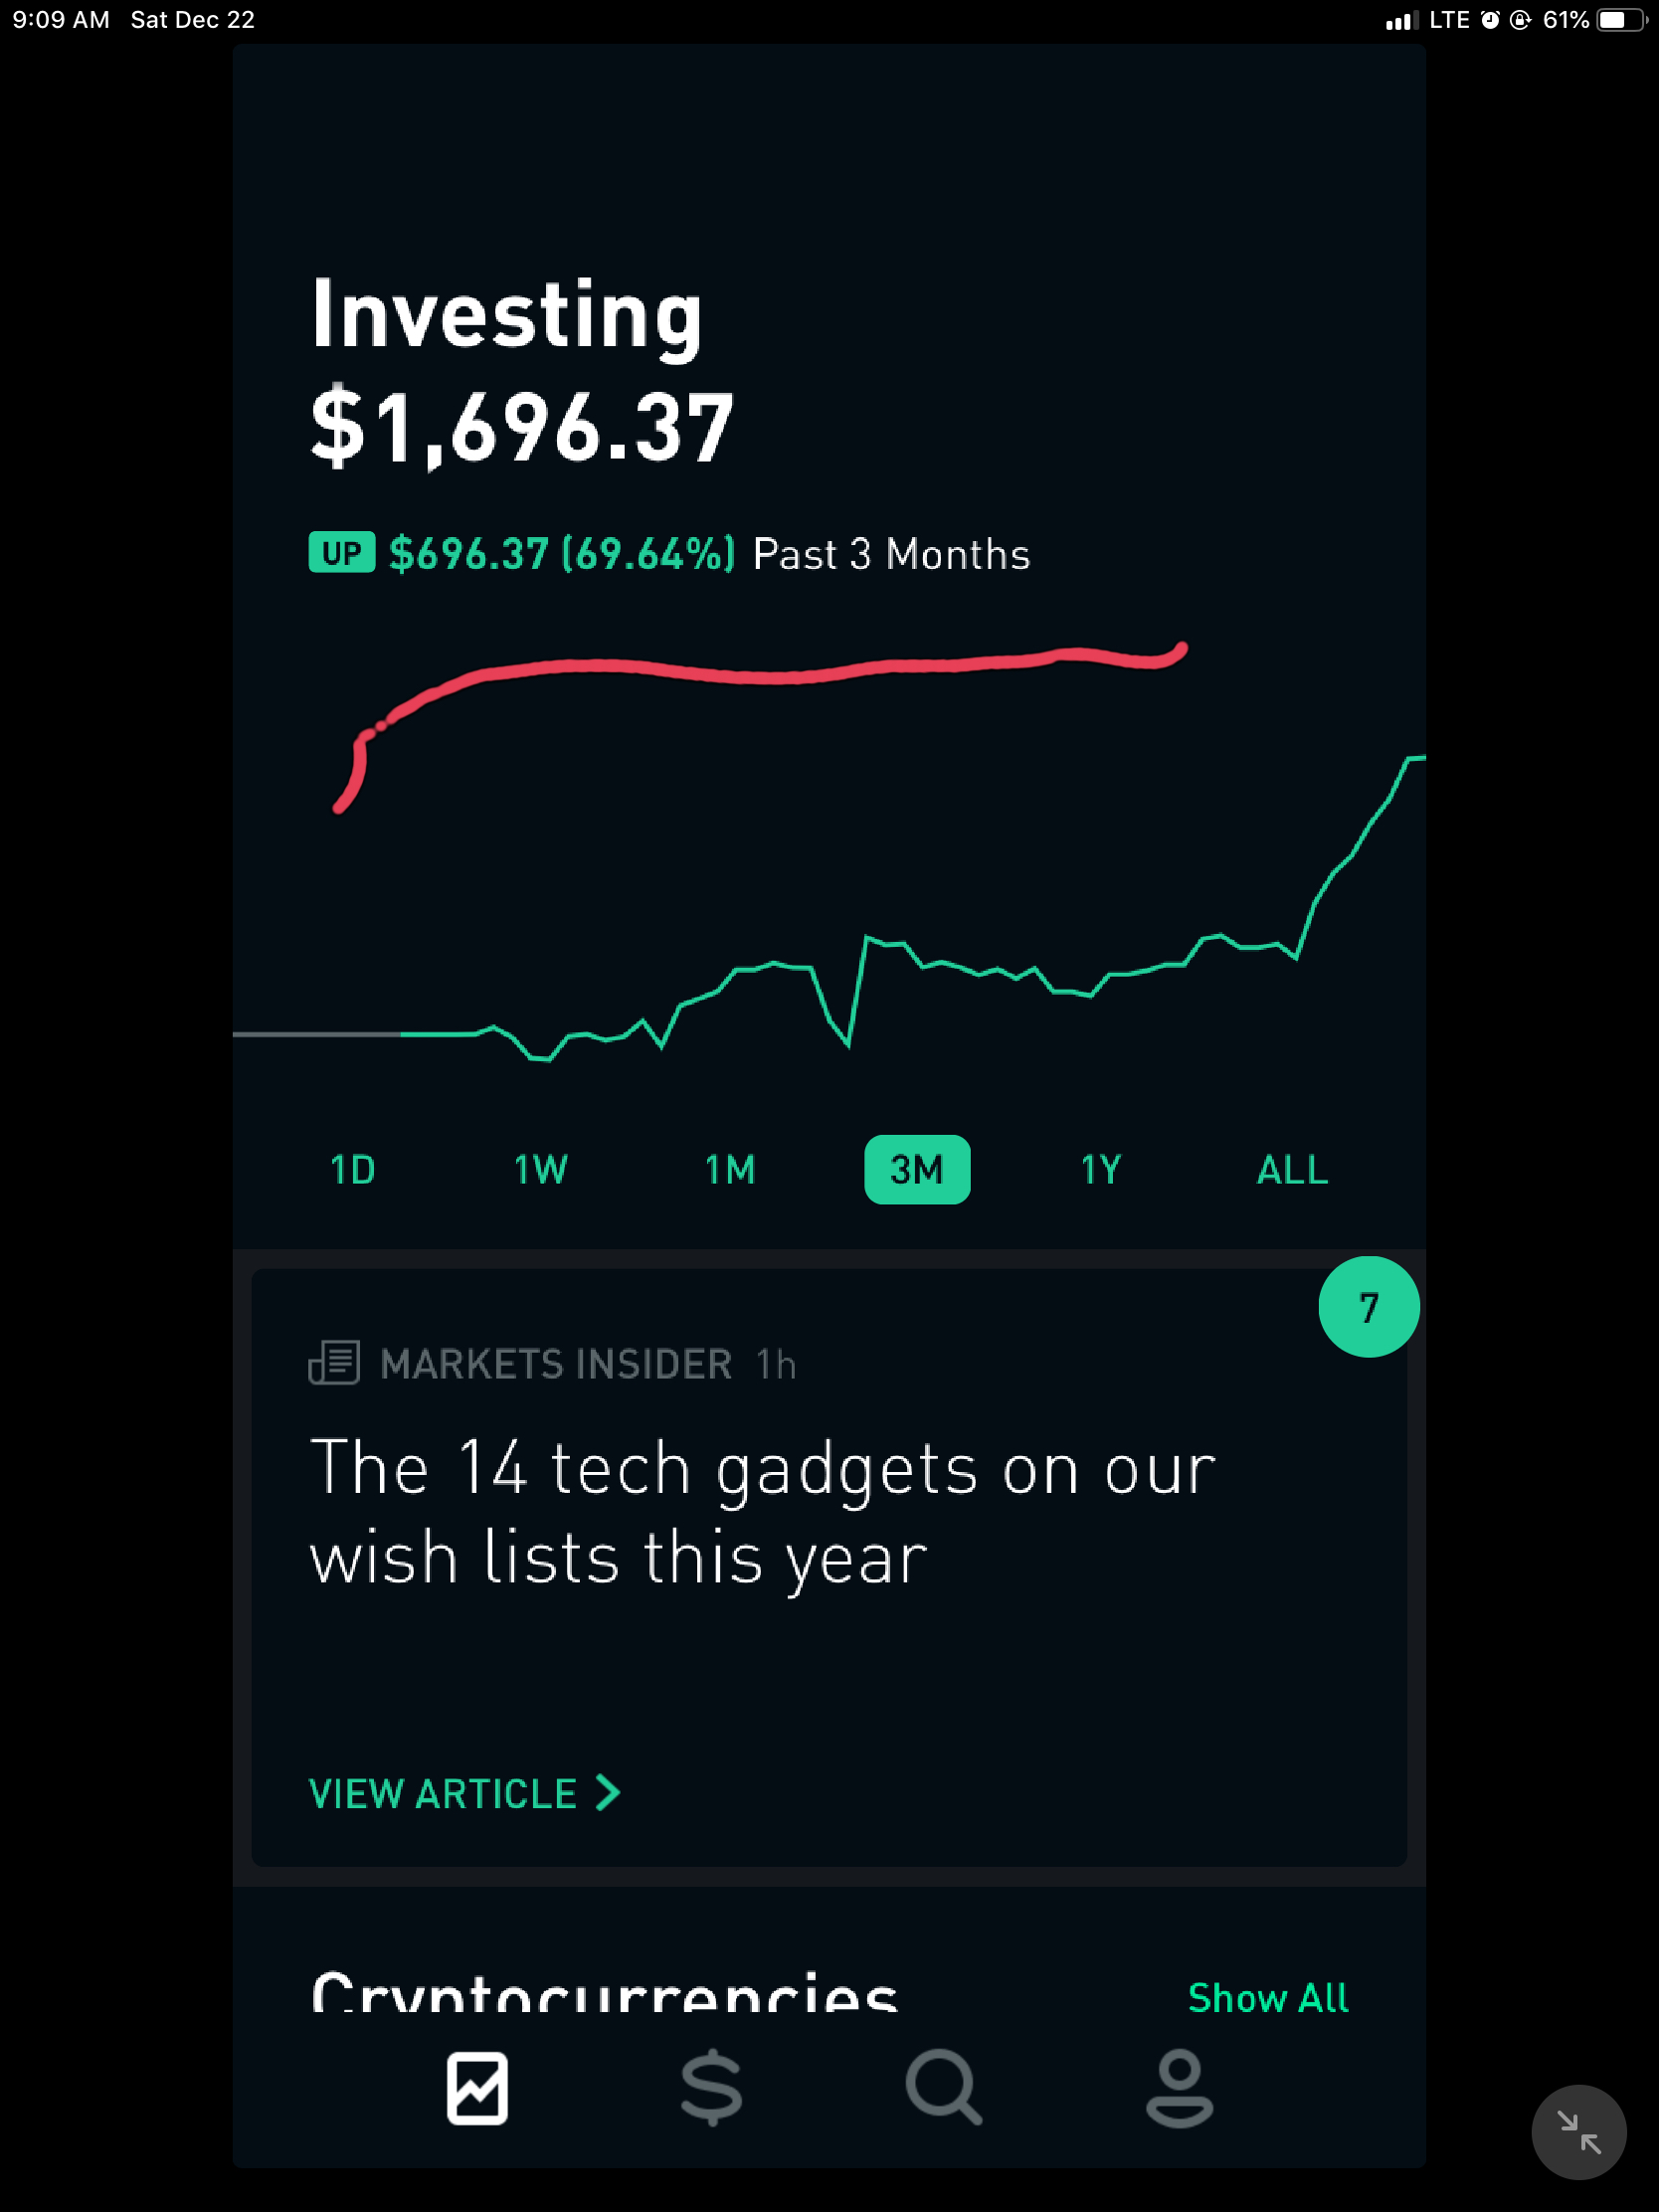 9:09 AM Sat Dec 22 LTE 61%
Investing
$1,696.37
UP $696.37 (69.64%) Past 3 Months
1D 1W 1M 3M 1Y ALL
7
MARKETS INSIDER 1h
The 14 tech gadgets on our
wish lists this year
VIEW ARTICLE
Cryptocurrencies Show All